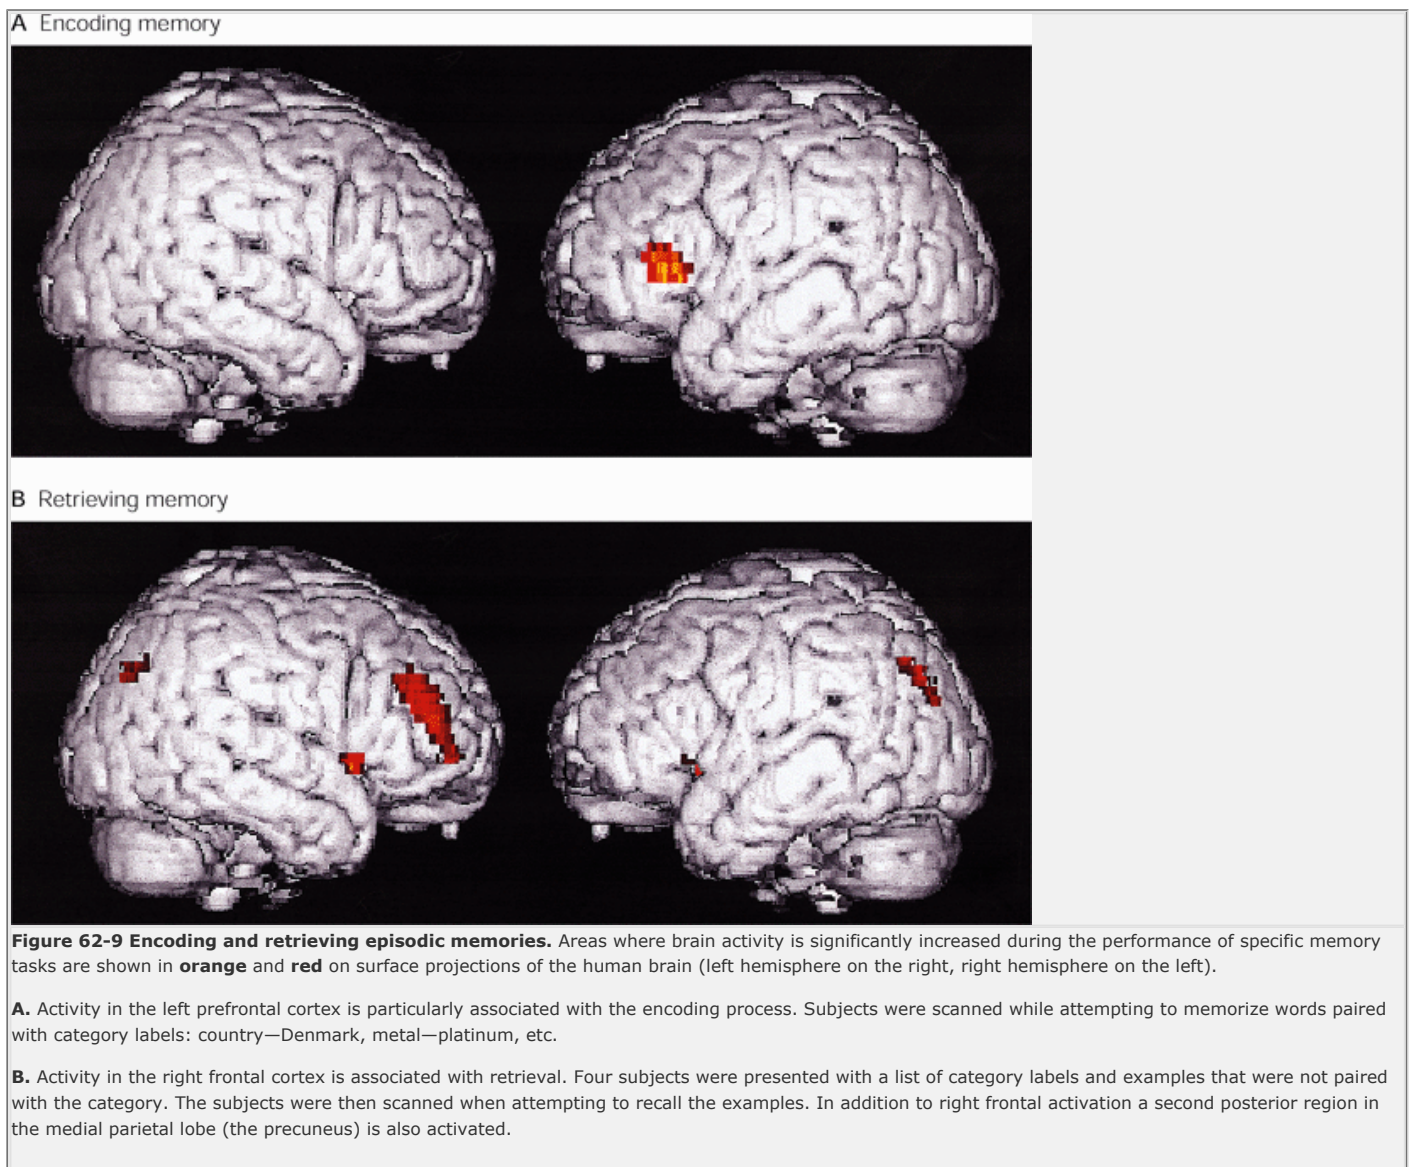 A Encoding memory
B Retrieving memory
Figure 62-9 Encoding and retrieving episodic memories. Areas where brain activity is significantly increased during the performance of specific memory
tasks are shown in orange and red on surface projections of the human brain (left hemisphere on the right, right hemisphere on the left).
A. Activity in the left prefrontal cortex is particularly associated with the encoding process. Subjects were scanned while attempting to memorize words paired
with category labels: country—Denmark, metal—platinum, etc.
B. Activity in the right frontal cortex is associated with retrieval. Four subjects were presented with a list of category labels and examples that were not paired
with the category. The subjects were then scanned when attempting to recall the examples. In addition to right frontal activation a second posterior region in
the medial parietal lobe (the precuneus) is also activated.